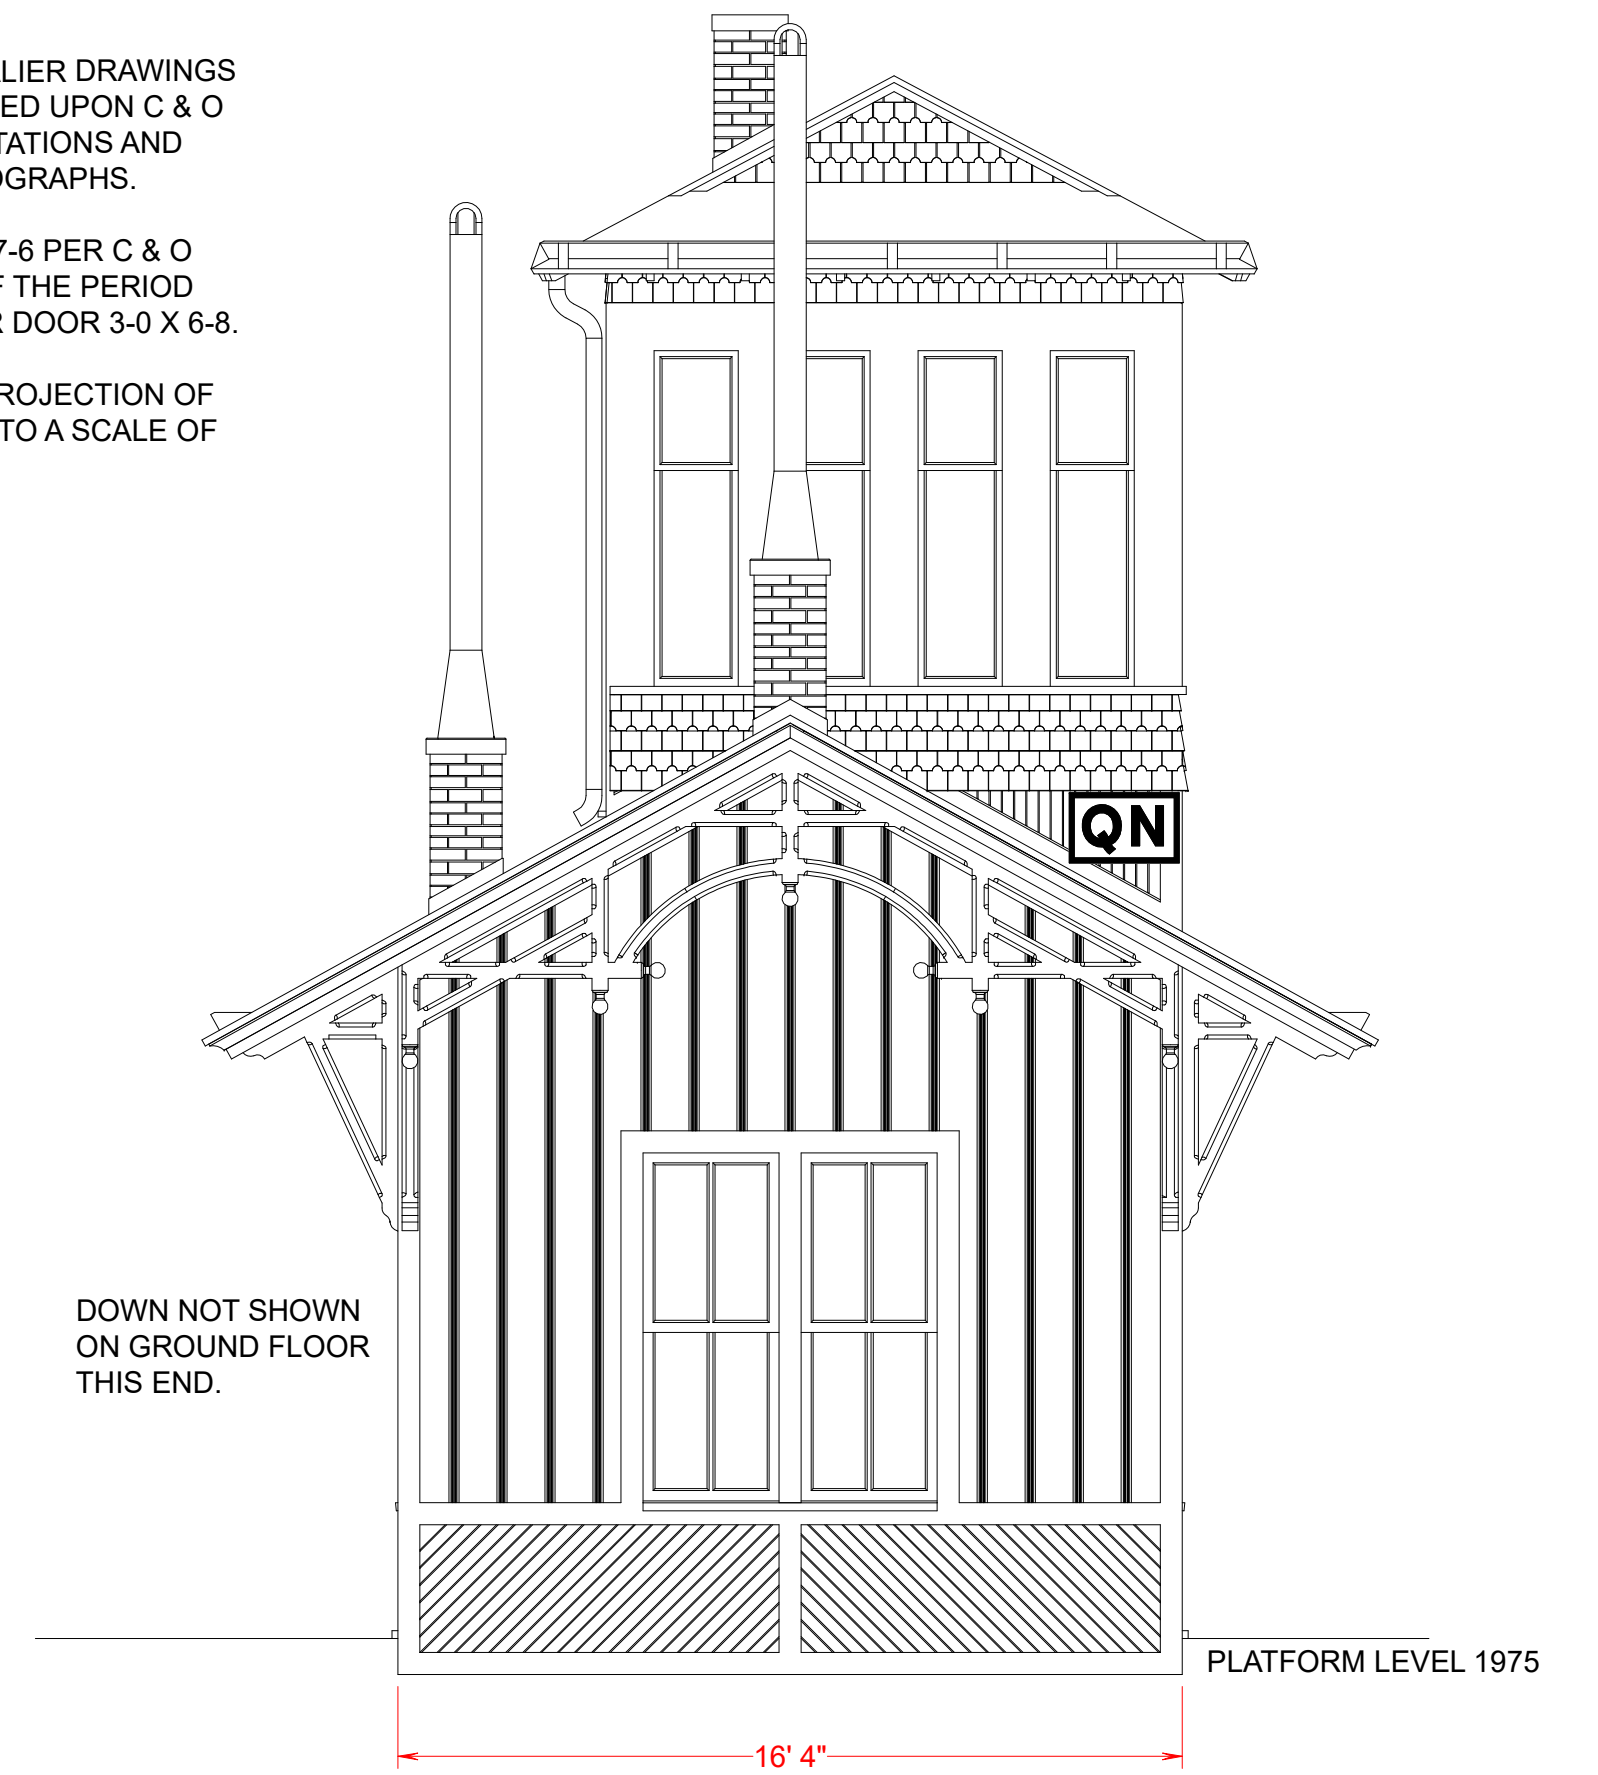 LIER DRAWINGS
ED UPON C & O
TATIONS AND
OGRAPHS.
7-6 PER C & O
F THE PERIOD
R DOOR 3-0 X 6-8.
ROJECTION OF
TO A SCALE OF
QN
DOWN NOT SHOWN
ON GROUND FLOOR
THIS END.
PLATFORM LEVEL 1975
16' 4"